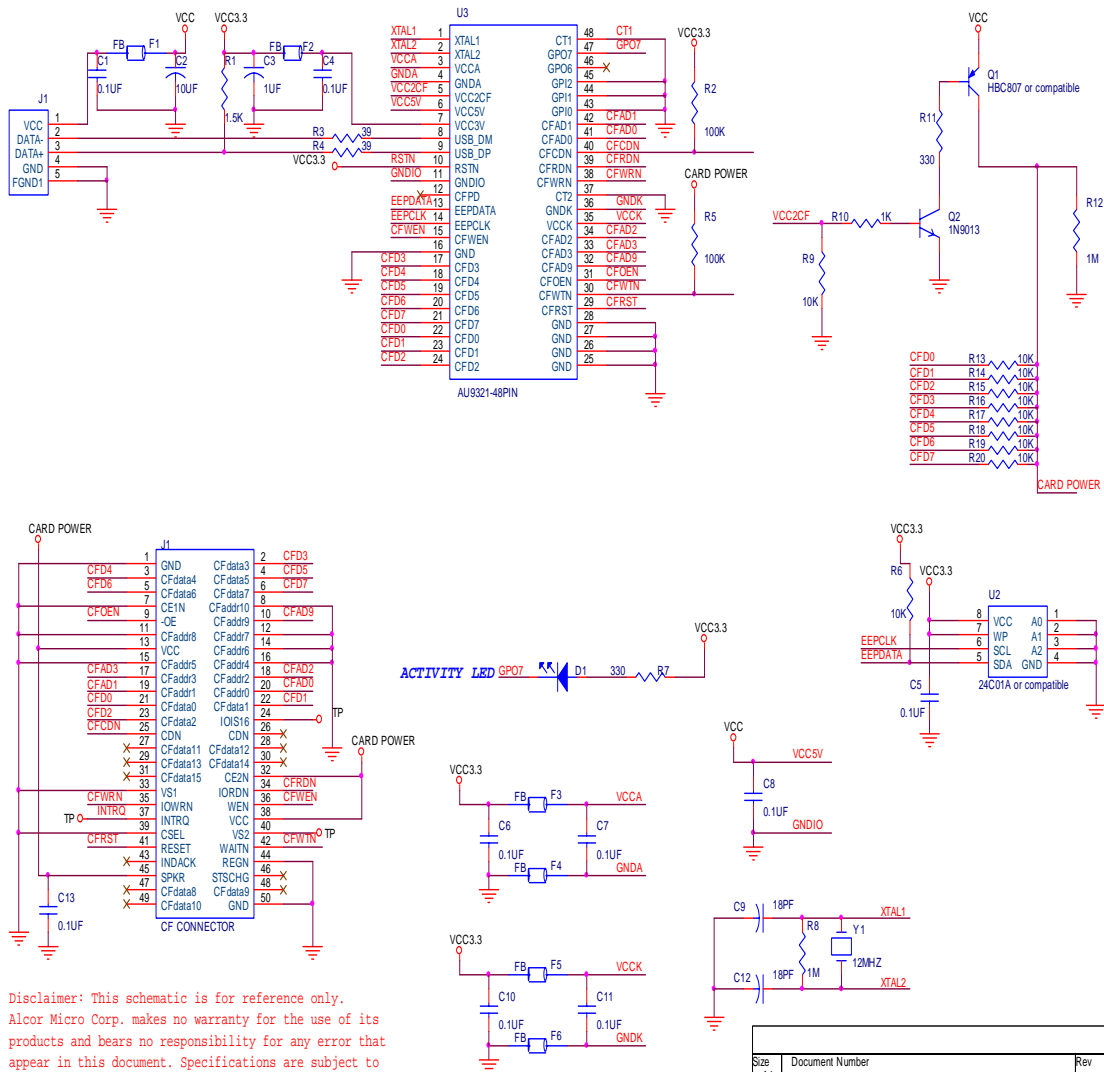 VCC
VCC3.3
FB F1
FB F2
C1
0.1UF
C2
10UF
R1
1.5K
C3
1UF
C4
0.1UF
J1
VCC 1
DATA- 2
DATA+ 3
GND 4
FGND1 5
R3 39
R4 39
VCC3.3
U3
XTAL1 1 XTAL1
XTAL2 2 XTAL2
VCCA 3 VCCA
GNDA 4 GNDA
VCC2CF 5 VCC2CF
VCC5V 6 VCC5V
7 VCC3V
8 USB_DM
9 USB_DP
RSTN 10 RSTN
GNDIO 11 GNDIO
12 CFPD
EEPDATA 13 EEPDATA
EEPCLK 14 EEPCLK
CFWEN 15 CFWEN
16 GND
CFD3 17 CFD3
CFD4 18 CFD4
CFD5 19 CFD5
CFD6 20 CFD6
CFD7 21 CFD7
CFD0 22 CFD0
CFD1 23 CFD1
CFD2 24 CFD2
CT1 48 CT1
GPO7 47 GPO7
GPO6 46
GPI2 45
GPI1 44
GPI0 43
CFAD1 42 CFAD1
CFAD0 41 CFAD0
CFCDN 40
CFRDN 39 CFRDN
CFWRN 38 CFWRN
CT2 37
GNDK 36 GNDK
VCCK 35 VCCK
CFAD2 34 CFAD2
CFAD3 33 CFAD3
CFAD9 32 CFAD9
CFOEN 31 CFOEN
CFWTN 30 CFWTN
CFRST 29 CFRST
GND 28
GND 27
GND 26
GND 25
CFCDN
AU9321-48PIN
VCC3.3
R2
100K
CARD POWER
R5
100K
VCC
Q1
HBC807 or compatible
R11
330
VCC2CF
R10 1K
Q2
1N9013
R9
10K
R12
1M
CFD0 R13 10K
CFD1 R14 10K
CFD2 R15 10K
CFD3 R16 10K
CFD4 R17 10K
CFD5 R18 10K
CFD6 R19 10K
CFD7 R20 10K
CARD POWER
CARD POWER
J1
1 GND CFdata3 2 CFD3
CFD4 3 CFdata4 CFdata5 4 CFD5
CFD6 5 CFdata6 CFdata7 6 CFD7
7 CE1N CFaddr10 8
CFOEN 9 -OE CFaddr9 10 CFAD9
11 CFaddr8 CFaddr7 12
13 VCC CFaddr6 14
15 CFaddr5 CFaddr4 16
CFAD3 17 CFaddr3 CFaddr2 18 CFAD2
CFAD1 19 CFaddr1 CFaddr0 20 CFAD0
CFD0 21 CFdata0 CFdata1 22 CFD1
CFD2 23 CFdata2 IOIS16 24 TP
CFCDN 25 CDN CDN 26
27 CFdata11 CFdata12 28
29 CFdata13 CFdata14 30
31 CFdata15 CE2N 32
33 VS1 IORDN 34 CFRDN
CFWRN 35 IOWRN WEN 36 CFWEN
TP INTRQ 37 INTRQ VCC 38
39 CSEL VS2 40 TP
CFRST 41 RESET WAITN 42 CFWTN
43 INDACK REGN 44
45 SPKR STSCHG 46
47 CFdata8 CFdata9 48
49 CFdata10 GND 50
CARD POWER
CF CONNECTOR
C13
0.1UF
ACTIVITY LED GPO7 D1 330 R7
VCC3.3
VCC3.3
R6
10K
VCC3.3
U2
8 VCC A0 1
7 WP A1 2
EEPCLK 6 SCL A2 3
EEPDATA 5 SDA GND 4
24C01A or compatible
C5
0.1UF
VCC3.3
FB F3 VCCA
C6
0.1UF
C7
0.1UF
FB F4 GNDA
VCC
VCC5V
C8
0.1UF
GNDIO
VCC3.3
FB F5 VCCK
C10
0.1UF
C11
0.1UF
FB F6 GNDK
C9 18PF XTAL1
R8
1M
Y1
12MHZ
C12 18PF XTAL2
Disclaimer: This schematic is for reference only.
Alcor Micro Corp. makes no warranty for the use of its
products and bears no responsibility for any error that
appear in this document. Specifications are subject to
Size Document Number Rev